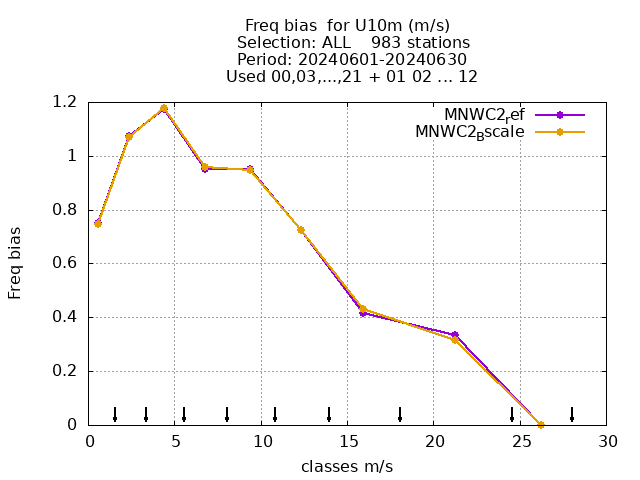 Freq bias  for U10m (m/s)
Selection: ALL    983 stations
Period: 20240601-20240630
Used 00,03,...,21 + 01 02 ... 12
MNWC2ref
MNWC2Bscale
1.2
1
0.8
0.6
0.4
0.2
0
Freq bias
0 5 10 15 20 25 30
classes m/s